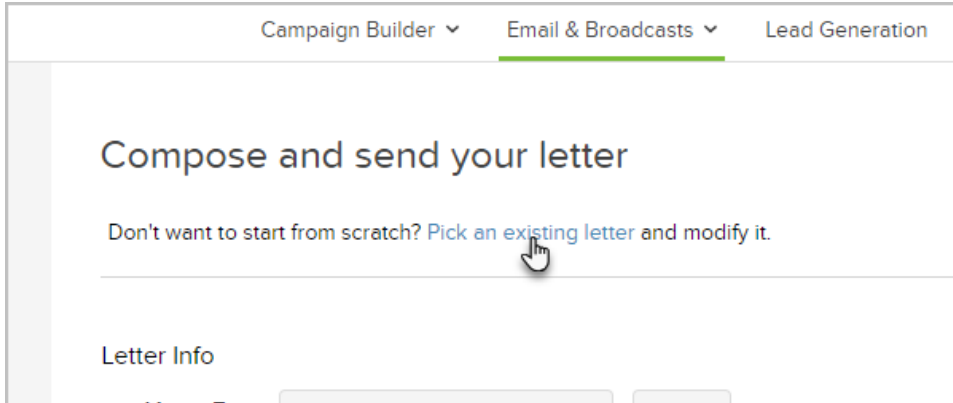 Campaign Builder Email & Broadcasts Lead Generation
Compose and send your letter
Don't want to start from scratch? Pick an existing letter and modify it.
Letter Info